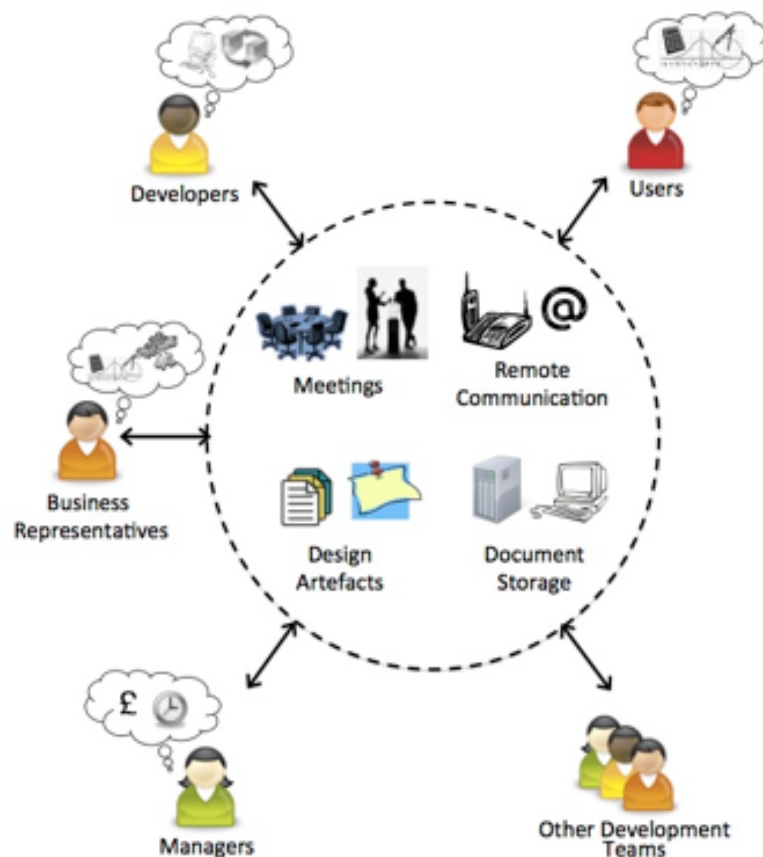 Developers
Users
Meetings
@
Remote
Communication
Business
Representatives
Design
Artefacts
Document
Storage
£
Managers
Other Development
Teams